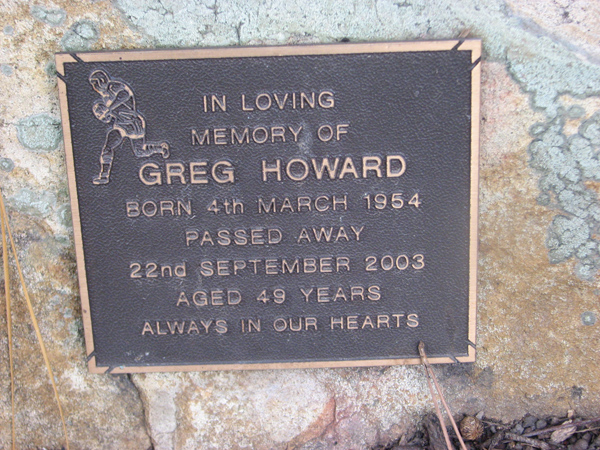 IN LOVING
MEMORY OF
GREG HOWARD
BORN 4th MARCH 1954
PASSED AWAY
22nd SEPTEMBER 2003
AGED 49 YEARS
ALWAYS IN OUR HEARTS